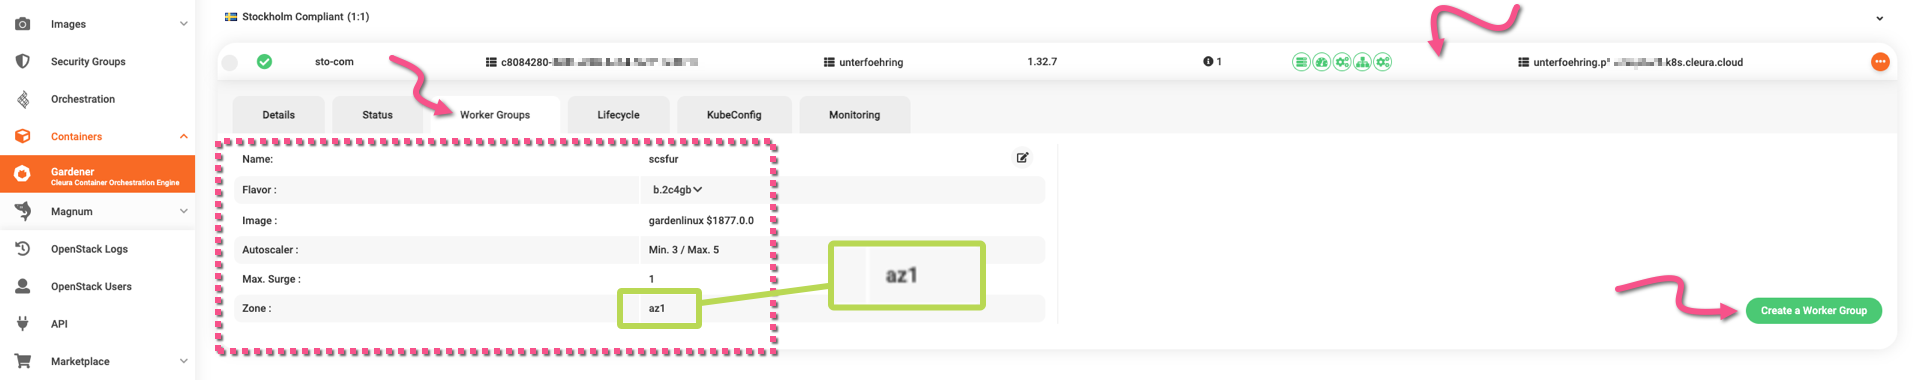 Images
Security Groups
Orchestration
Containers
Gardener
Cleura Container Orchestration Engine
Magnum
OpenStack Logs
OpenStack Users
API
Marketplace
Stockholm Compliant (1:1)
sto-com c8084280- unterfoehring 1.32.7 1 unterfoehring.p k8s.cleura.cloud
Details Status Worker Groups Lifecycle KubeConfig Monitoring
Name: scsfur
Flavor : b.2c4gb
Image : gardenlinux $1877.0.0
Autoscaler : Min. 3 / Max. 5
Max. Surge : 1
Zone : az1
az1
Create a Worker Group